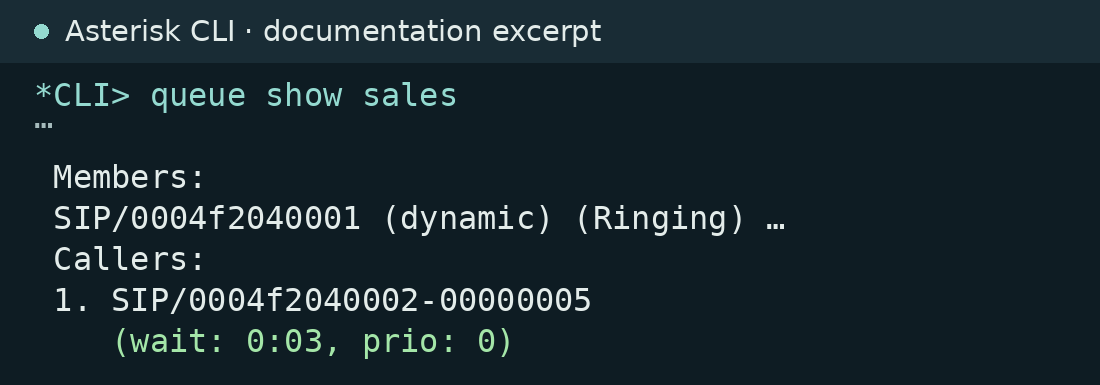 Asterisk CLI · documentation excerpt
*CLI> queue show sales
…
Members:
SIP/0004f2040001 (dynamic) (Ringing) …
Callers:
1. SIP/0004f2040002-00000005
(wait: 0:03, prio: 0)